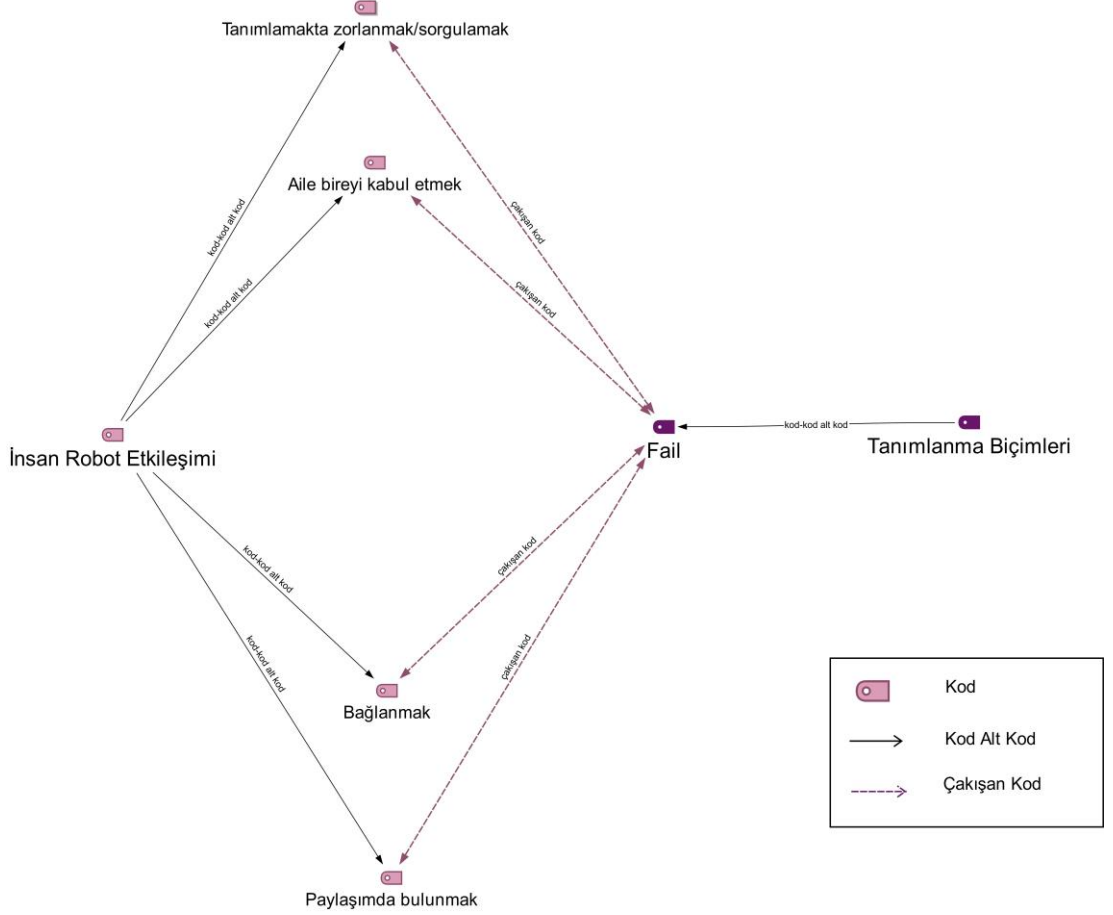 Tanımlamakta zorlanmak/sorgulamak
Aile bireyi kabul etmek
kod-kod alt kod
çakışan kod
kod-kod alt kod
çakışan kod
İnsan Robot Etkileşimi
Fail
kod-kod alt kod
Tanımlanma Biçimleri
kod-kod alt kod
çakışan kod
kod-kod alt kod
çakışan kod
Bağlanmak
Paylaşımda bulunmak
Kod
Kod Alt Kod
Çakışan Kod